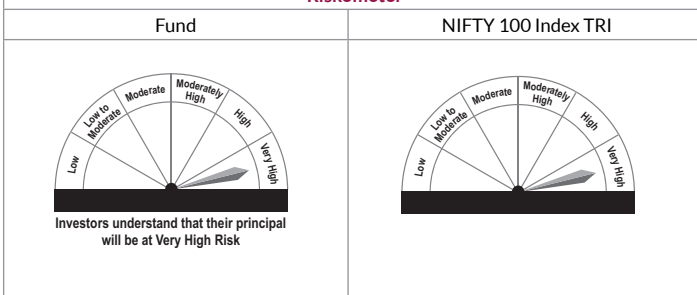 Riskometer
Fund
NIFTY 100 Index TRI
Low
Low to
Moderate
Moderate
Moderately
High
High
Very High
Investors understand that their principal
will be at Very High Risk
Low
Low to
Moderate
Moderate
Moderately
High
High
Very High